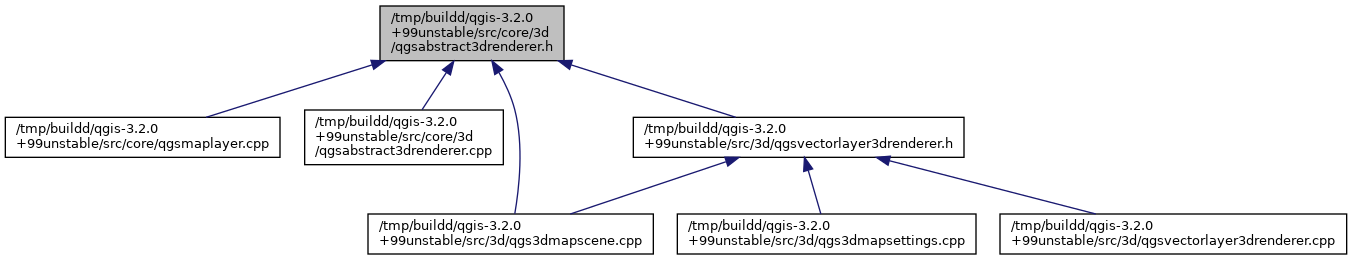 /tmp/buildd/qgis-3.2.0
+99unstable/src/core/3d
/qgsabstract3drenderer.h
/tmp/buildd/qgis-3.2.0
+99unstable/src/core/qgsmaplayer.cpp
/tmp/buildd/qgis-3.2.0
+99unstable/src/core/3d
/qgsabstract3drenderer.cpp
/tmp/buildd/qgis-3.2.0
+99unstable/src/3d/qgsvectorlayer3drenderer.h
/tmp/buildd/qgis-3.2.0
+99unstable/src/3d/qgs3dmapscene.cpp
/tmp/buildd/qgis-3.2.0
+99unstable/src/3d/qgs3dmapsettings.cpp
/tmp/buildd/qgis-3.2.0
+99unstable/src/3d/qgsvectorlayer3drenderer.cpp